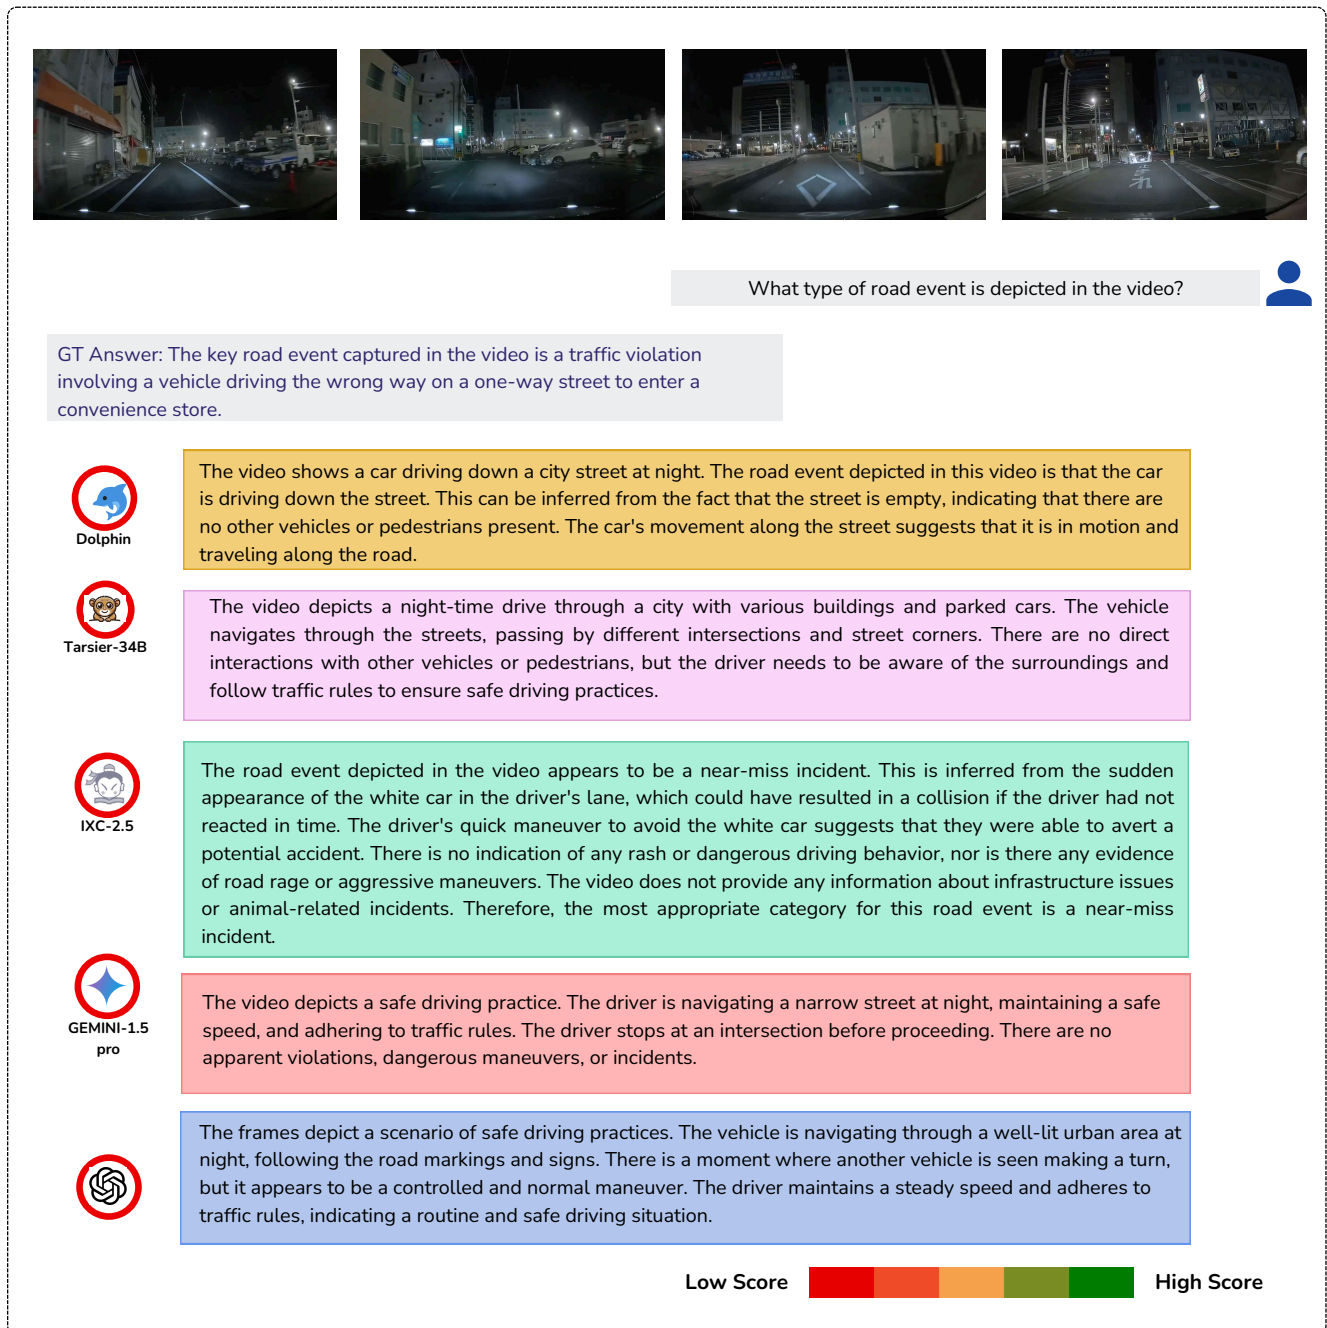 What type of road event is depicted in the video?
GT Answer: The key road event captured in the video is a traffic violation
involving a vehicle driving the wrong way on a one-way street to enter a
convenience store.
The video shows a car driving down a city street at night. The road event depicted in this video is that the car
is driving down the street. This can be inferred from the fact that the street is empty, indicating that there are
no other vehicles or pedestrians present. The car's movement along the street suggests that it is in motion and
traveling along the road.
Dolphin
The video depicts a night-time drive through a city with various buildings and parked cars. The vehicle
navigates through the streets, passing by different intersections and street corners. There are no direct
interactions with other vehicles or pedestrians, but the driver needs to be aware of the surroundings and
follow traffic rules to ensure safe driving practices.
Tarsier-34B
The road event depicted in the video appears to be a near-miss incident. This is inferred from the sudden
appearance of the white car in the driver's lane, which could have resulted in a collision if the driver had not
reacted in time. The driver's quick maneuver to avoid the white car suggests that they were able to avert a
potential accident. There is no indication of any rash or dangerous driving behavior, nor is there any evidence
of road rage or aggressive maneuvers. The video does not provide any information about infrastructure issues
or animal-related incidents. Therefore, the most appropriate category for this road event is a near-miss
incident.
IXC-2.5
The video depicts a safe driving practice. The driver is navigating a narrow street at night, maintaining a safe
speed, and adhering to traffic rules. The driver stops at an intersection before proceeding. There are no
apparent violations, dangerous maneuvers, or incidents.
GEMINI-1.5
pro
The frames depict a scenario of safe driving practices. The vehicle is navigating through a well-lit urban area at
night, following the road markings and signs. There is a moment where another vehicle is seen making a turn,
but it appears to be a controlled and normal maneuver. The driver maintains a steady speed and adheres to
traffic rules, indicating a routine and safe driving situation.
Low Score
High Score